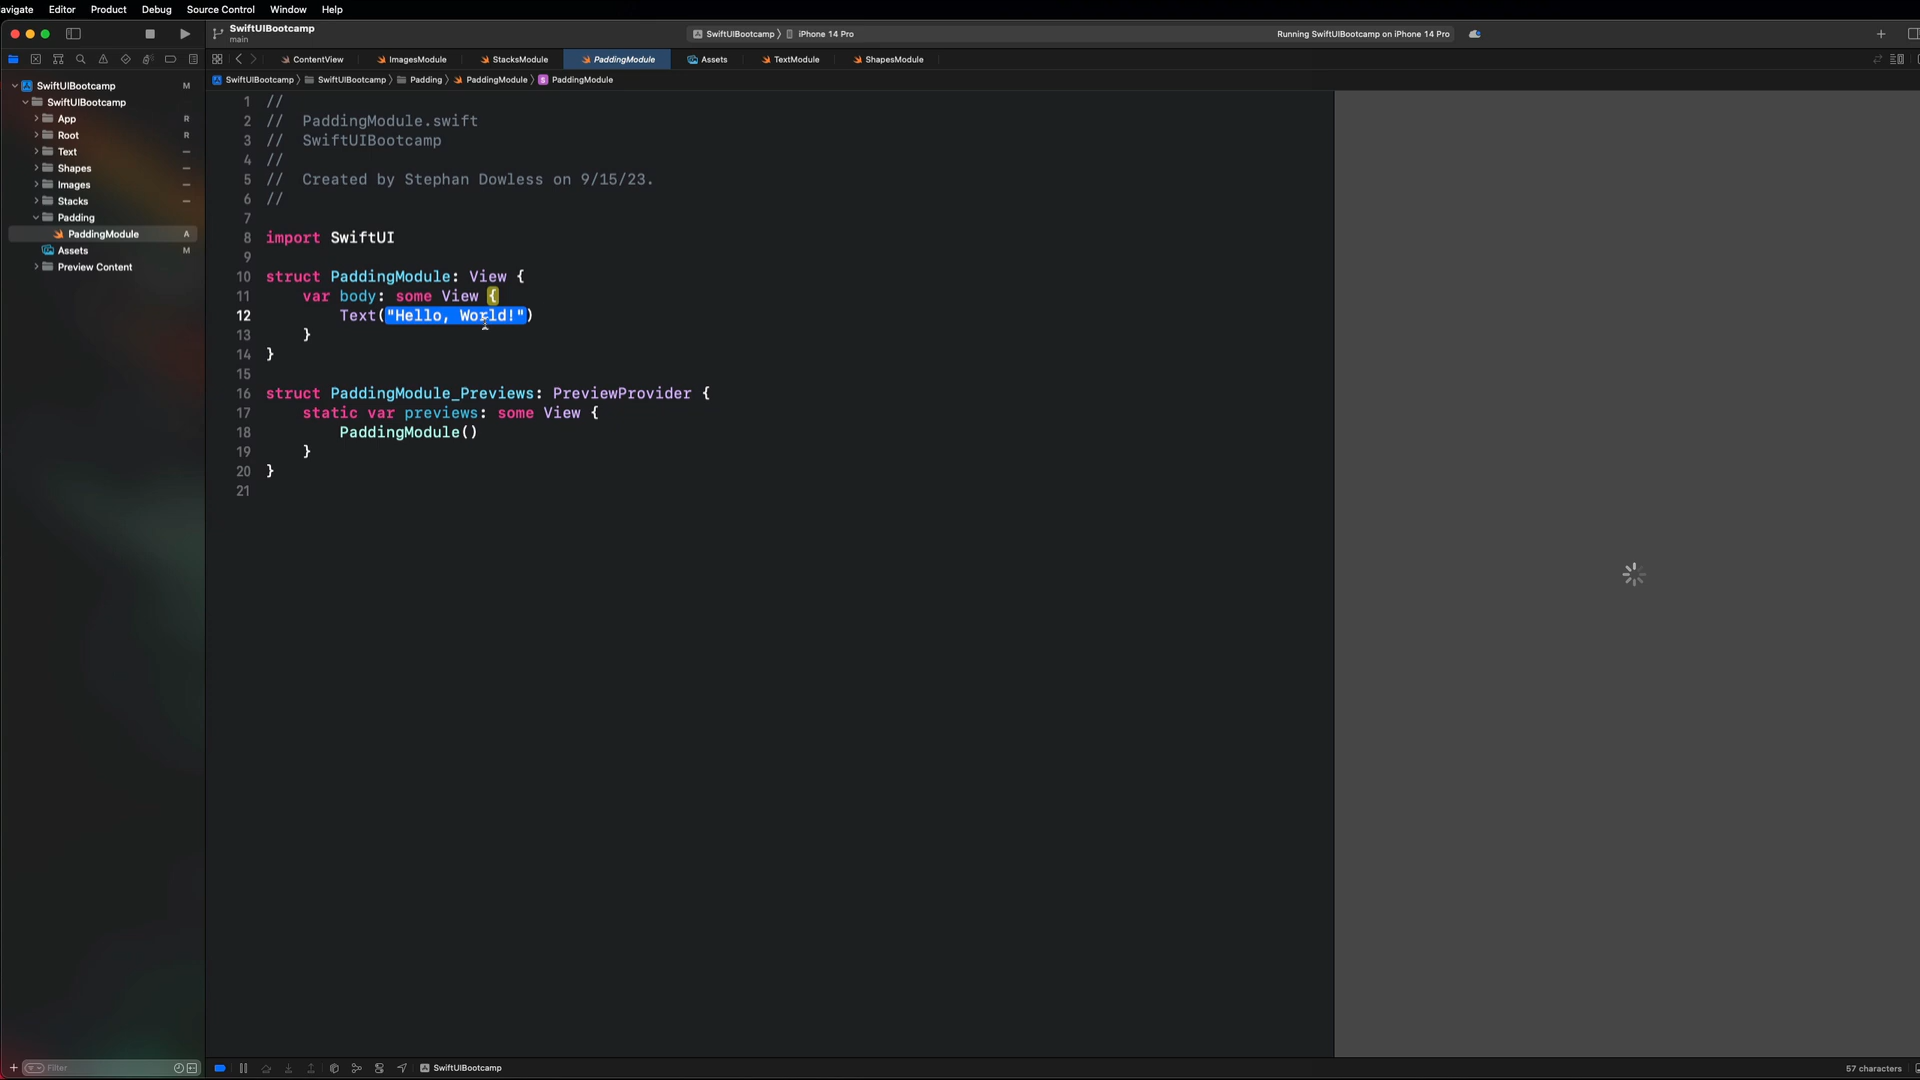 avigate Editor Product Debug Source Control Window Help
SwiftUIBootcamp
main
SwiftUIBootcamp 〉 iPhone 14 Pro
Running SwiftUIBootcamp on iPhone 14 Pro
ContentView ImagesModule StacksModule PaddingModule Assets TextModule ShapesModule
SwiftUIBootcamp 〉 SwiftUIBootcamp 〉 Padding 〉 PaddingModule 〉 S PaddingModule
SwiftUIBootcamp M
SwiftUIBootcamp
App R
Root R
Text
Shapes
Images
Stacks
Padding
PaddingModule A
Assets M
Preview Content
1 //
2 //  PaddingModule.swift
3 //  SwiftUIBootcamp
4 //
5 //  Created by Stephan Dowless on 9/15/23.
6 //
7
8 import SwiftUI
9
10 struct PaddingModule: View {
11     var body: some View {
12         Text("Hello, World!")
13     }
14 }
15
16 struct PaddingModule_Previews: PreviewProvider {
17     static var previews: some View {
18         PaddingModule()
19     }
20 }
21
Filter
SwiftUIBootcamp
57 characters